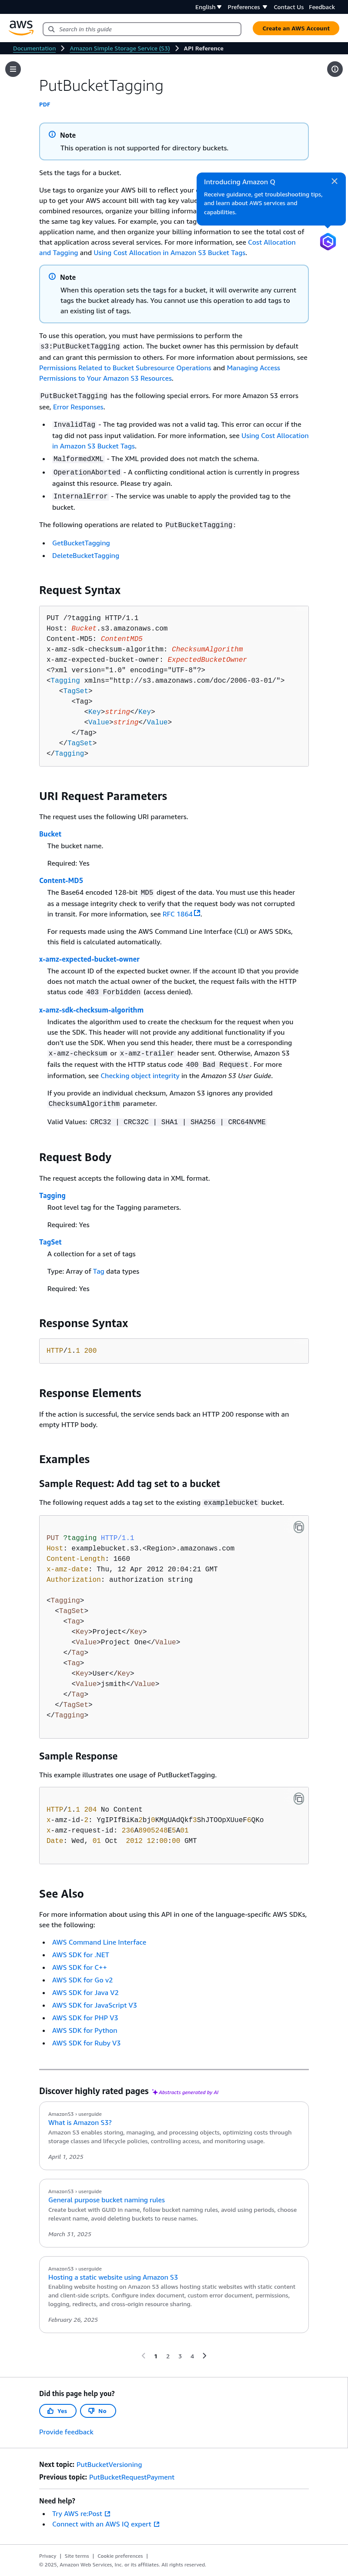 English Preferences Contact Us Feedback
aws Search in this guide Create an AWS Account
Documentation Amazon Simple Storage Service (S3) API Reference
PutBucketTagging
PDF
Note
This operation is not supported for directory buckets.
Sets the tags for a bucket.
Introducing Amazon Q
Receive guidance, get troubleshooting tips,
and learn about AWS services and
capabilities.
Use tags to organize your AWS bill to reflect your
up to get your AWS account bill with tag key val
combined resources, organize your billing inform
the same tag key values. For example, you can tag
application name, and then organize your billing information to see the total cost of
that application across several services. For more information, see Cost Allocation
and Tagging and Using Cost Allocation in Amazon S3 Bucket Tags.
Note
When this operation sets the tags for a bucket, it will overwrite any current
tags the bucket already has. You cannot use this operation to add tags to
an existing list of tags.
To use this operation, you must have permissions to perform the
s3:PutBucketTagging action. The bucket owner has this permission by default
and can grant this permission to others. For more information about permissions, see
Permissions Related to Bucket Subresource Operations and Managing Access
Permissions to Your Amazon S3 Resources.
PutBucketTagging has the following special errors. For more Amazon S3 errors
see, Error Responses.
• InvalidTag - The tag provided was not a valid tag. This error can occur if the
tag did not pass input validation. For more information, see Using Cost Allocation
in Amazon S3 Bucket Tags.
• MalformedXML - The XML provided does not match the schema.
• OperationAborted - A conflicting conditional action is currently in progress
against this resource. Please try again.
• InternalError - The service was unable to apply the provided tag to the
bucket.
The following operations are related to PutBucketTagging:
• GetBucketTagging
• DeleteBucketTagging
Request Syntax
PUT /?tagging HTTP/1.1
Host: Bucket.s3.amazonaws.com
Content-MD5: ContentMD5
x-amz-sdk-checksum-algorithm: ChecksumAlgorithm
x-amz-expected-bucket-owner: ExpectedBucketOwner
<?xml version="1.0" encoding="UTF-8"?>
<Tagging xmlns="http://s3.amazonaws.com/doc/2006-03-01/">
<TagSet>
<Tag>
<Key>string</Key>
<Value>string</Value>
</Tag>
</TagSet>
</Tagging>
URI Request Parameters
The request uses the following URI parameters.
Bucket
The bucket name.
Required: Yes
Content-MD5
The Base64 encoded 128-bit MD5 digest of the data. You must use this header
as a message integrity check to verify that the request body was not corrupted
in transit. For more information, see RFC 1864.
For requests made using the AWS Command Line Interface (CLI) or AWS SDKs,
this field is calculated automatically.
x-amz-expected-bucket-owner
The account ID of the expected bucket owner. If the account ID that you provide
does not match the actual owner of the bucket, the request fails with the HTTP
status code 403 Forbidden (access denied).
x-amz-sdk-checksum-algorithm
Indicates the algorithm used to create the checksum for the request when you
use the SDK. This header will not provide any additional functionality if you
don't use the SDK. When you send this header, there must be a corresponding
x-amz-checksum or x-amz-trailer header sent. Otherwise, Amazon S3
fails the request with the HTTP status code 400 Bad Request. For more
information, see Checking object integrity in the Amazon S3 User Guide.
If you provide an individual checksum, Amazon S3 ignores any provided
ChecksumAlgorithm parameter.
Valid Values: CRC32 | CRC32C | SHA1 | SHA256 | CRC64NVME
Request Body
The request accepts the following data in XML format.
Tagging
Root level tag for the Tagging parameters.
Required: Yes
TagSet
A collection for a set of tags
Type: Array of Tag data types
Required: Yes
Response Syntax
HTTP/1.1 200
Response Elements
If the action is successful, the service sends back an HTTP 200 response with an
empty HTTP body.
Examples
Sample Request: Add tag set to a bucket
The following request adds a tag set to the existing examplebucket bucket.
PUT ?tagging HTTP/1.1
Host: examplebucket.s3.<Region>.amazonaws.com
Content-Length: 1660
x-amz-date: Thu, 12 Apr 2012 20:04:21 GMT
Authorization: authorization string
<Tagging>
<TagSet>
<Tag>
<Key>Project</Key>
<Value>Project One</Value>
</Tag>
<Tag>
<Key>User</Key>
<Value>jsmith</Value>
</Tag>
</TagSet>
</Tagging>
Sample Response
This example illustrates one usage of PutBucketTagging.
HTTP/1.1 204 No Content
x-amz-id-2: YgIPIfBiKa2bj0KMgUAdQkf3ShJTOOpXUueF6QKo
x-amz-request-id: 236A8905248E5A01
Date: Wed, 01 Oct  2012 12:00:00 GMT
See Also
For more information about using this API in one of the language-specific AWS SDKs,
see the following:
• AWS Command Line Interface
• AWS SDK for .NET
• AWS SDK for C++
• AWS SDK for Go v2
• AWS SDK for Java V2
• AWS SDK for JavaScript V3
• AWS SDK for PHP V3
• AWS SDK for Python
• AWS SDK for Ruby V3
Discover highly rated pages Abstracts generated by AI
AmazonS3 › userguide
What is Amazon S3?
Amazon S3 enables storing, managing, and processing objects, optimizing costs through
storage classes and lifecycle policies, controlling access, and monitoring usage.
April 1, 2025
AmazonS3 › userguide
General purpose bucket naming rules
Create bucket with GUID in name, follow bucket naming rules, avoid using periods, choose
relevant name, avoid deleting buckets to reuse names.
March 31, 2025
AmazonS3 › userguide
Hosting a static website using Amazon S3
Enabling website hosting on Amazon S3 allows hosting static websites with static content
and client-side scripts. Configure index document, custom error document, permissions,
logging, redirects, and cross-origin resource sharing.
February 26, 2025
1 2 3 4
Did this page help you?
Yes No
Provide feedback
Next topic: PutBucketVersioning
Previous topic: PutBucketRequestPayment
Need help?
• Try AWS re:Post
• Connect with an AWS IQ expert
Privacy | Site terms | Cookie preferences |
© 2025, Amazon Web Services, Inc. or its affiliates. All rights reserved.